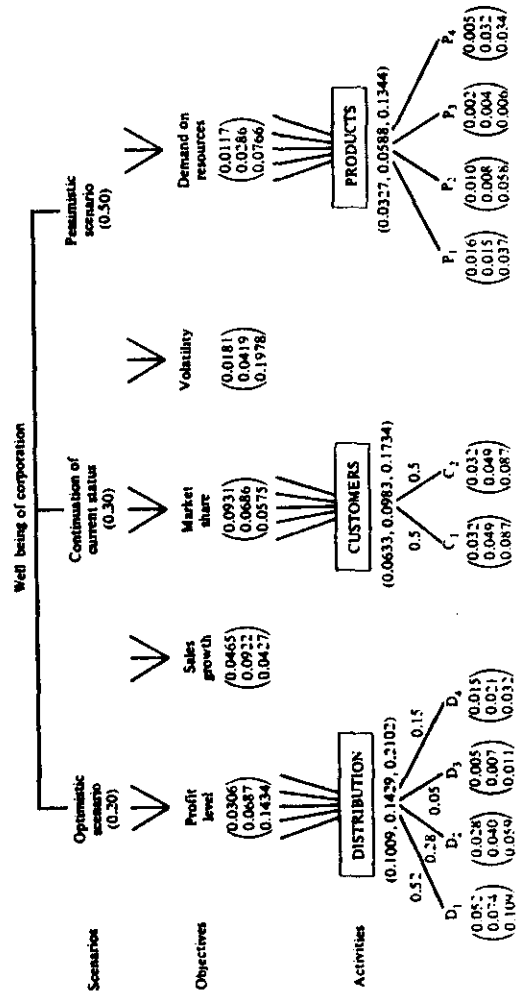 Well being of corporation
Scenarios
Optimistic
scenario
(0.20)
Continuation of
current status
(0.30)
Pessimistic
scenario
(0.50)
Objectives
Profit
level
(0.0306
0.0687
0.1434)
Sales
growth
(0.0465
0.0922
0.0427)
Market
share
(0.0931
0.0686
0.0575)
Volatility
(0.0181
0.0419
0.1978)
Demand on
resources
(0.0117
0.0286
0.0766)
Activities
DISTRIBUTION
(0.1009, 0.1429, 0.2102)
CUSTOMERS
(0.0633, 0.0983, 0.1734)
PRODUCTS
(0.0327, 0.0588, 0.1344)
0.52
0.28
0.05
0.15
0.5
0.5
D₁
(0.052
0.074
0.109)
D₂
(0.028
0.040
0.059)
D₃
(0.005
0.007
0.011)
D₄
(0.015
0.021
0.032)
C₁
(0.032
0.049
0.087)
C₂
(0.032
0.049
0.087)
P₁
(0.016
0.015
0.037)
P₂
(0.010
0.008
0.058)
P₃
(0.002
0.004
0.006)
P₄
(0.005
0.032
0.034)